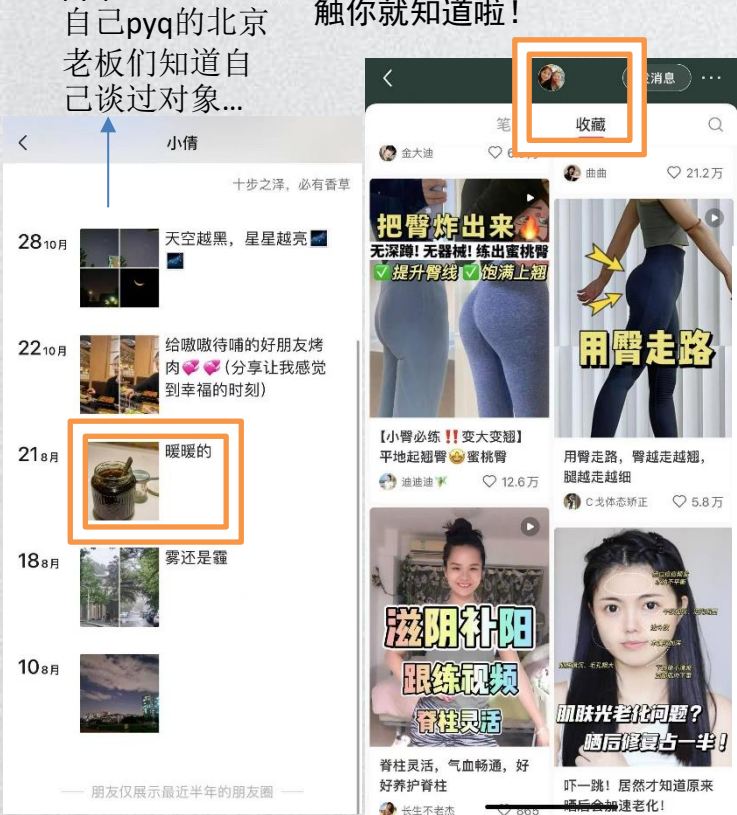 自己pyq的北京
老板们知道自
己谈过对象…
触你就知道啦！
小倩
十步之泽，必有香草
28 10月
天空越黑，星星越亮
22 10月
给嗷嗷待哺的好朋友烤
肉💞💞(分享让我感觉
到幸福的时刻)
21 8月
暖暖的
18 8月
雾还是霾
10 8月
朋友仅展示最近半年的朋友圈
消息
笔
收藏
金大迪
曲曲
21.2万
把臀炸出来🔥
无深蹲！无器械！练出蜜桃臀
✅提升臀线✅饱满上翘
【小臀必练‼️变大变翘】
平地起翘臀🤩蜜桃臀
迪迪迪
12.6万
用臀走路
用臀走路，臀越走越翘，
腿越走越细
C戈体态矫正
5.8万
滋阴补阳
跟练视频
脊柱灵活
脊柱灵活，气血畅通，好
好养护脊柱
长生不老杰
865
肌肤光老化问题？
晒后修复占一半！
吓一跳！居然才知道原来
晒后会加速老化！